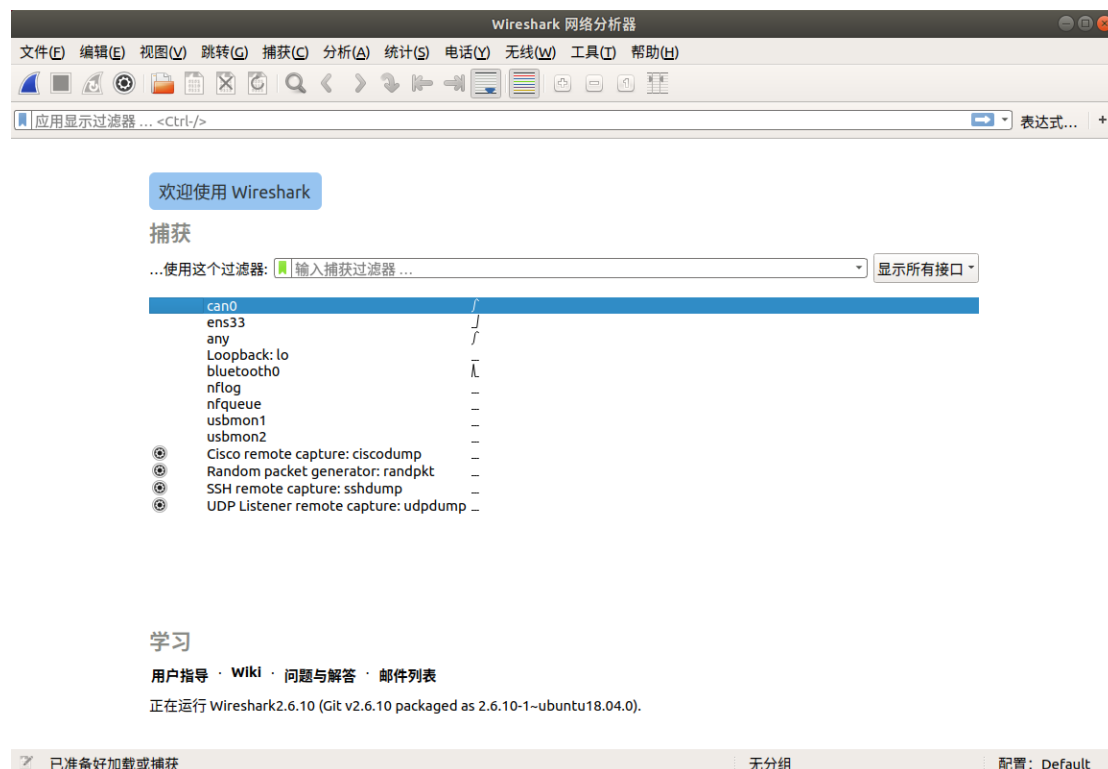 Wireshark 网络分析器
文件(F) 编辑(E) 视图(V) 跳转(G) 捕获(C) 分析(A) 统计(S) 电话(Y) 无线(W) 工具(T) 帮助(H)
应用显示过滤器 … <Ctrl-/> 表达式… +
欢迎使用 Wireshark
捕获
…使用这个过滤器: 输入捕获过滤器 … 显示所有接口
can0
ens33
any
Loopback: lo
bluetooth0
nflog
nfqueue
usbmon1
usbmon2
Cisco remote capture: ciscodump
Random packet generator: randpkt
SSH remote capture: sshdump
UDP Listener remote capture: udpdump
学习
用户指导 · Wiki · 问题与解答 · 邮件列表
正在运行 Wireshark2.6.10 (Git v2.6.10 packaged as 2.6.10-1~ubuntu18.04.0).
已准备好加载或捕获 无分组 配置: Default